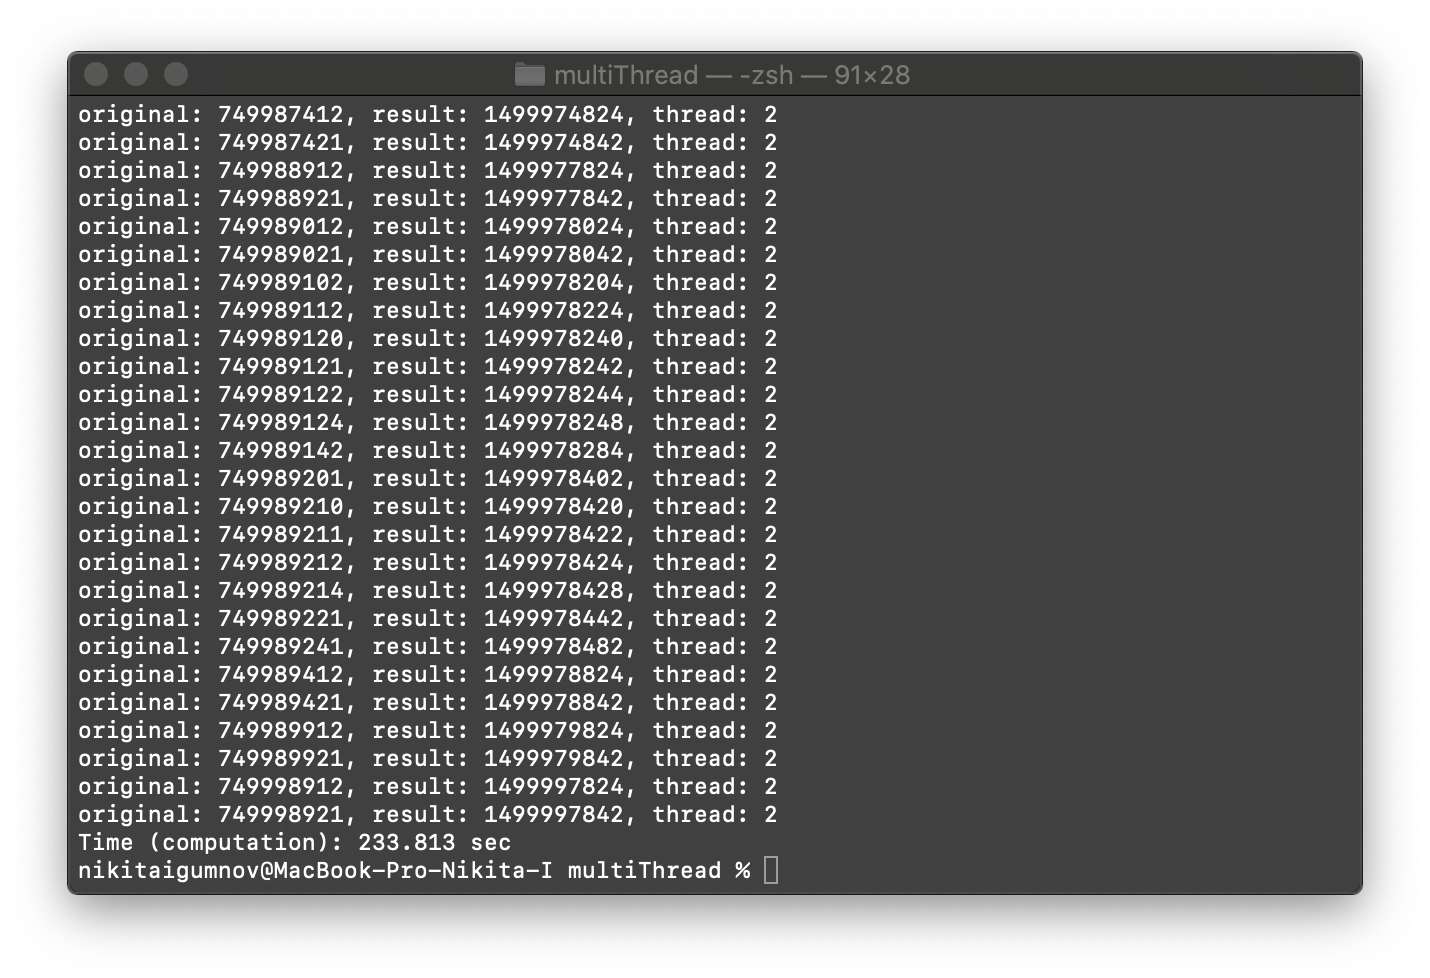 multiThread — -zsh — 91×28
original: 749987412, result: 1499974824, thread: 2
original: 749987421, result: 1499974842, thread: 2
original: 749988912, result: 1499977824, thread: 2
original: 749988921, result: 1499977842, thread: 2
original: 749989012, result: 1499978024, thread: 2
original: 749989021, result: 1499978042, thread: 2
original: 749989102, result: 1499978204, thread: 2
original: 749989112, result: 1499978224, thread: 2
original: 749989120, result: 1499978240, thread: 2
original: 749989121, result: 1499978242, thread: 2
original: 749989122, result: 1499978244, thread: 2
original: 749989124, result: 1499978248, thread: 2
original: 749989142, result: 1499978284, thread: 2
original: 749989201, result: 1499978402, thread: 2
original: 749989210, result: 1499978420, thread: 2
original: 749989211, result: 1499978422, thread: 2
original: 749989212, result: 1499978424, thread: 2
original: 749989214, result: 1499978428, thread: 2
original: 749989221, result: 1499978442, thread: 2
original: 749989241, result: 1499978482, thread: 2
original: 749989412, result: 1499978824, thread: 2
original: 749989421, result: 1499978842, thread: 2
original: 749989912, result: 1499979824, thread: 2
original: 749989921, result: 1499979842, thread: 2
original: 749998912, result: 1499997824, thread: 2
original: 749998921, result: 1499997842, thread: 2
Time (computation): 233.813 sec
nikitaigumnov@MacBook-Pro-Nikita-I multiThread %